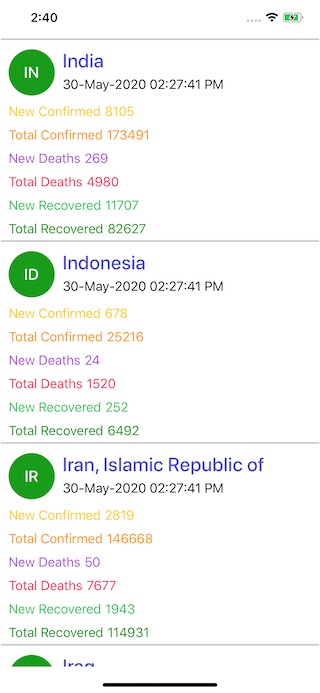 2:40
IN
India
30-May-2020 02:27:41 PM
New Confirmed 8105
Total Confirmed 173491
New Deaths 269
Total Deaths 4980
New Recovered 11707
Total Recovered 82627
ID
Indonesia
30-May-2020 02:27:41 PM
New Confirmed 678
Total Confirmed 25216
New Deaths 24
Total Deaths 1520
New Recovered 252
Total Recovered 6492
IR
Iran, Islamic Republic of
30-May-2020 02:27:41 PM
New Confirmed 2819
Total Confirmed 146668
New Deaths 50
Total Deaths 7677
New Recovered 1943
Total Recovered 114931
Iraq